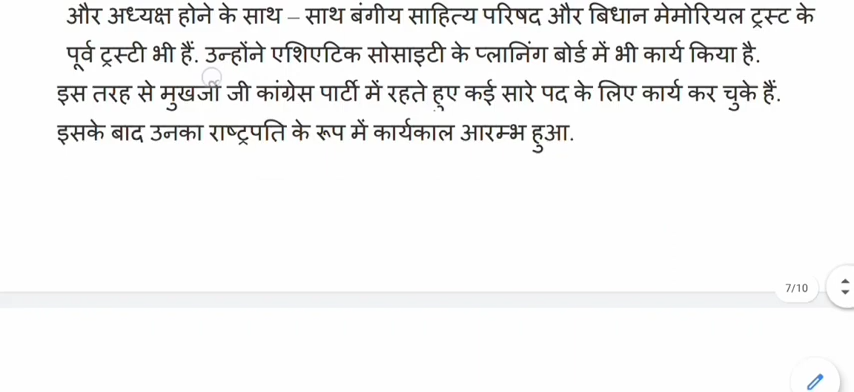 और अध्यक्ष होने के साथ – साथ बंगीय साहित्य परिषद और बिधान मेमोरियल ट्रस्ट के
पूर्व ट्रस्टी भी हैं. उन्होंने एशिएटिक सोसाइटी के प्लानिंग बोर्ड में भी कार्य किया है.
इस तरह से मुखर्जी जी कांग्रेस पार्टी में रहते हुए कई सारे पद के लिए कार्य कर चुके हैं.
इसके बाद उनका राष्ट्रपति के रूप में कार्यकाल आरम्भ हुआ.
7/10